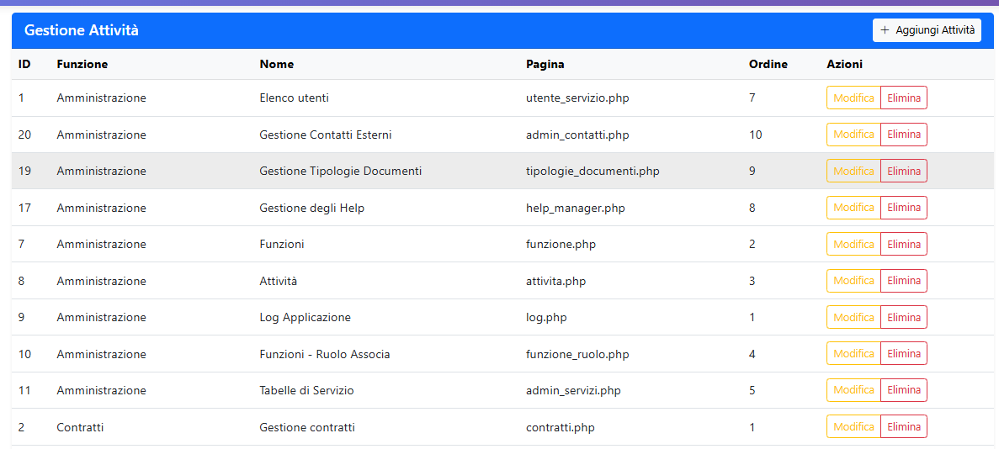 Gestione Attività
+ Aggiungi Attività
ID Funzione Nome Pagina Ordine Azioni
1 Amministrazione Elenco utenti utente_servizio.php 7 Modifica Elimina
20 Amministrazione Gestione Contatti Esterni admin_contatti.php 10 Modifica Elimina
19 Amministrazione Gestione Tipologie Documenti tipologie_documenti.php 9 Modifica Elimina
17 Amministrazione Gestione degli Help help_manager.php 8 Modifica Elimina
7 Amministrazione Funzioni funzione.php 2 Modifica Elimina
8 Amministrazione Attività attivita.php 3 Modifica Elimina
9 Amministrazione Log Applicazione log.php 1 Modifica Elimina
10 Amministrazione Funzioni - Ruolo Associa funzione_ruolo.php 4 Modifica Elimina
11 Amministrazione Tabelle di Servizio admin_servizi.php 5 Modifica Elimina
2 Contratti Gestione contratti contratti.php 1 Modifica Elimina